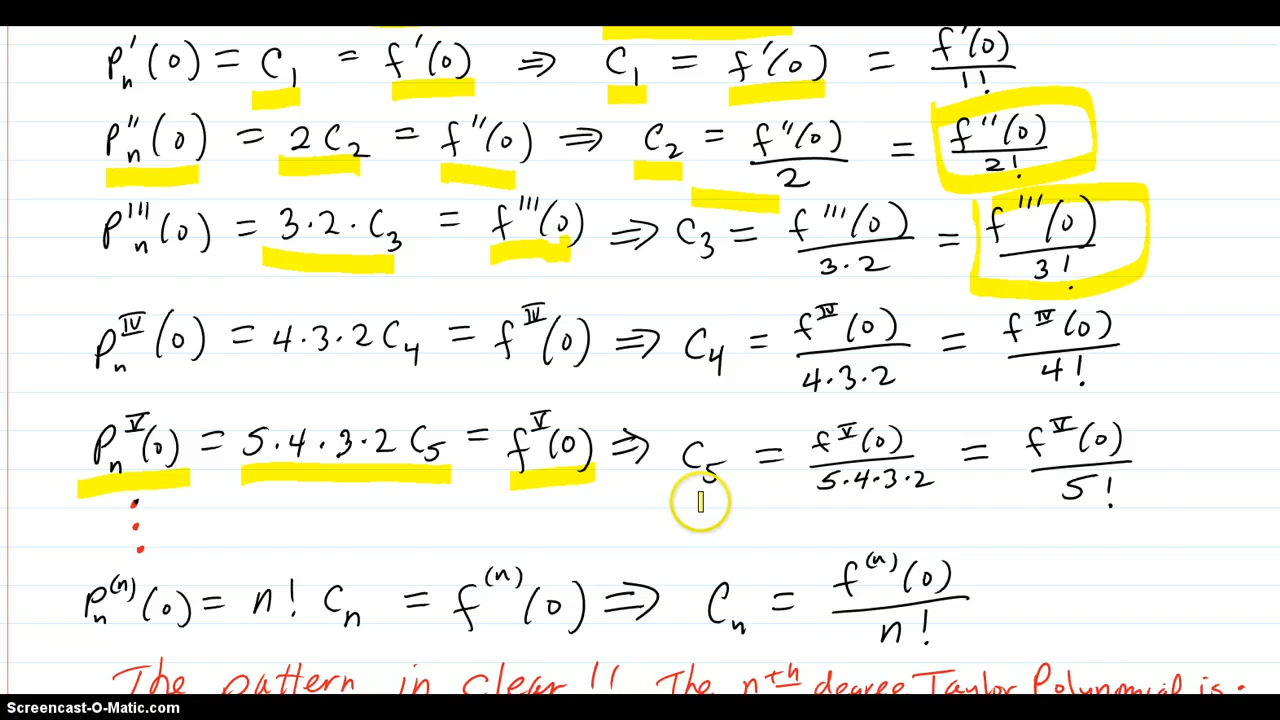 Pₙ'(0) = C₁ = f'(0) ⇒ C₁ = f'(0) = f'(0)/1!
Pₙ''(0) = 2C₂ = f''(0) ⇒ C₂ = f''(0)/2 = f''(0)/2!
Pₙ'''(0) = 3·2·C₃ = f'''(0) ⇒ C₃ = f'''(0)/3·2 = f'''(0)/3!
Pₙ^IV(0) = 4·3·2C₄ = f^IV(0) ⇒ C₄ = f^IV(0)/4·3·2 = f^IV(0)/4!
Pₙ^V(0) = 5·4·3·2C₅ = f^V(0) ⇒ C₅ = f^V(0)/5·4·3·2 = f^V(0)/5!
⋮
Pₙ^(n)(0) = n! Cₙ = f^(n)(0) ⇒ Cₙ = f^(n)(0)/n!
The pattern in clear!! The nth degree Taylor Polynomial is:
Screencast-O-Matic.com